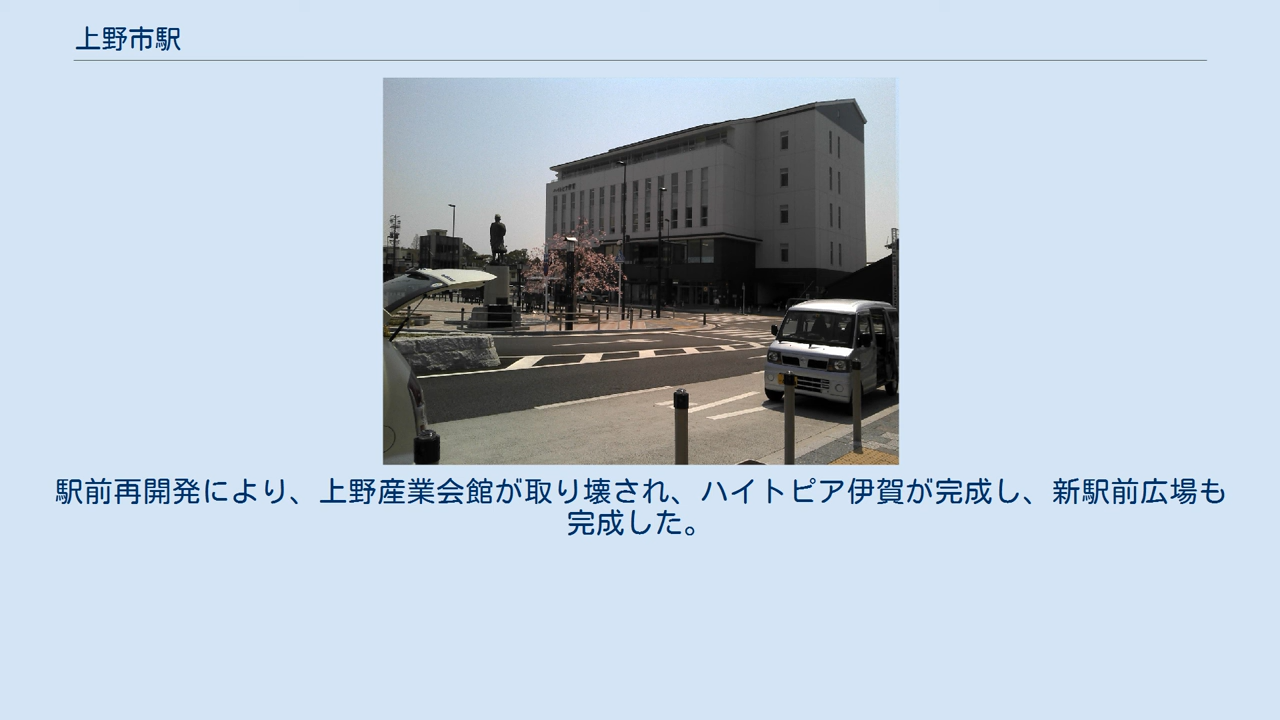 上野市駅
駅前再開発により、上野産業会館が取り壊され、ハイトピア伊賀が完成し、新駅前広場も
完成した。